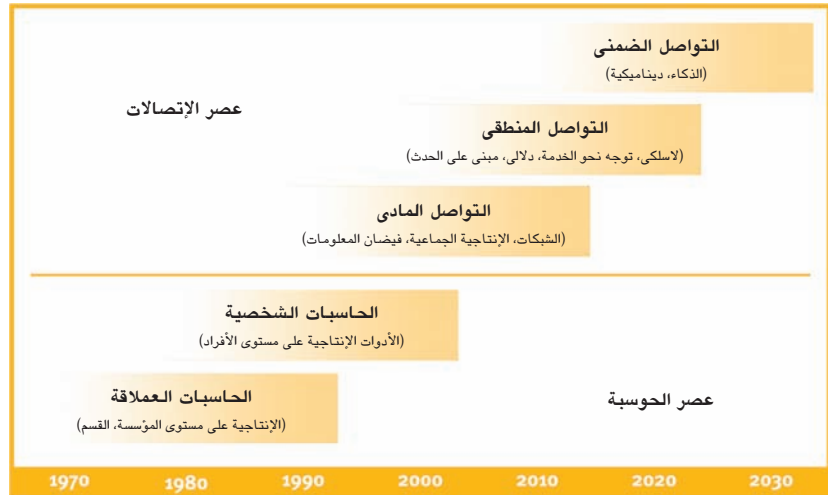 التواصل الضمنى
(الذكاء، ديناميكية)
عصر الإتصالات
التواصل المنطقى
(لاسلكى، توجه نحو الخدمة، دلالى، مبنى على الحدث)
التواصل المادى
(الشبكات، الإنتاجية الجماعية، فيضان المعلومات)
الحاسبات الشخصية
(الأدوات الإنتاجية على مستوى الأفراد)
الحاسبات العملاقة
(الإنتاجية على مستوى المؤسسة، القسم)
عصر الحوسبة
1970 1980 1990 2000 2010 2020 2030